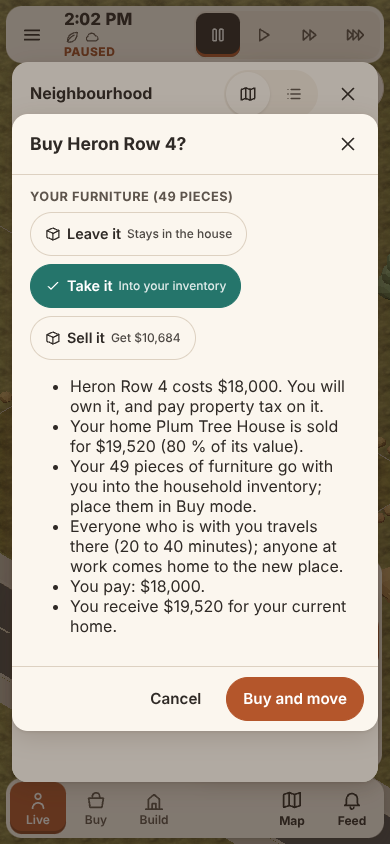 2:02 PM
PAUSED
Neighbourhood
Buy Heron Row 4?
YOUR FURNITURE (49 PIECES)
Leave it Stays in the house
Take it Into your inventory
Sell it Get $10,684
• Heron Row 4 costs $18,000. You will
own it, and pay property tax on it.
• Your home Plum Tree House is sold
for $19,520 (80 % of its value).
• Your 49 pieces of furniture go with
you into the household inventory;
place them in Buy mode.
• Everyone who is with you travels
there (20 to 40 minutes); anyone at
work comes home to the new place.
• You pay: $18,000.
• You receive $19,520 for your current
home.
Cancel Buy and move
Live Buy Build Map Feed